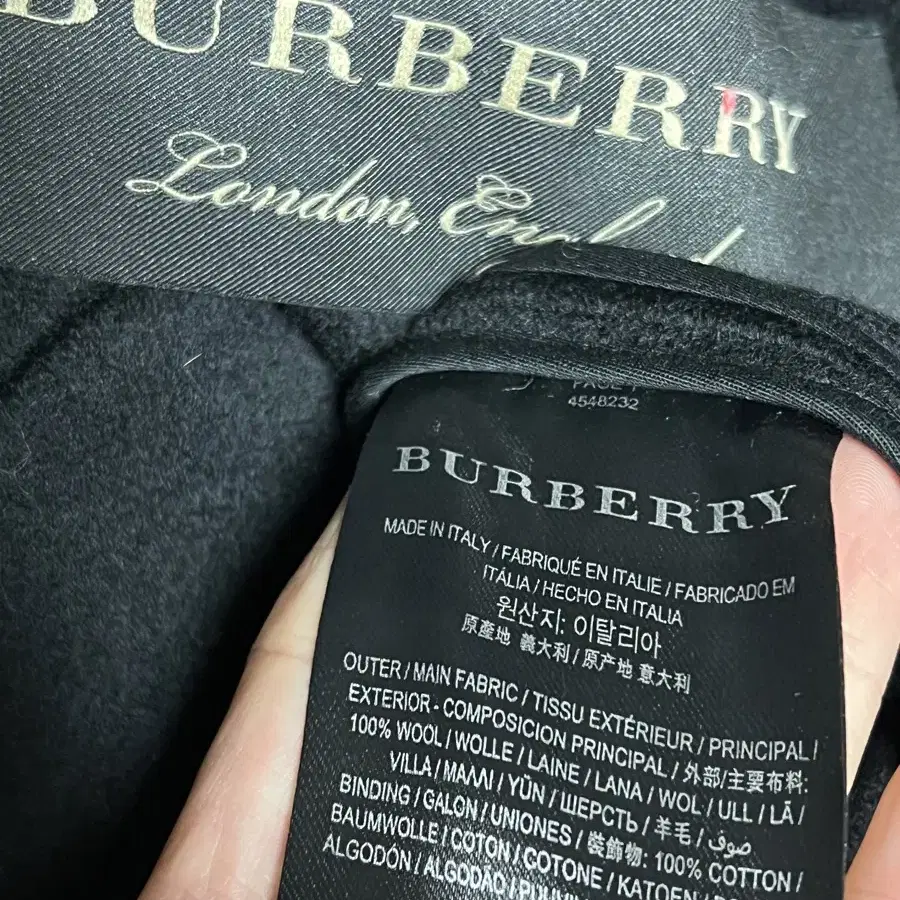 BURBERRY
London,
4548232
BURBERRY
MADE IN ITALY / FABRIQUÉ EN ITALIE / FABRICADO EM
ITÁLIA / HECHO EN ITALIA
원산지: 이탈리아
原產地 義大利 / 原产地 意大利
OUTER / MAIN FABRIC / TISSU EXTÉRIEUR / PRINCIPAL /
EXTERIOR - COMPOSICION PRINCIPAL / 外部/主要布料:
100% WOOL / WOLLE / LAINE / LANA / WOL / ULL / LÃ /
VILLA / ΜΑΛΛΙ / YÜN / ШЕРСТЬ / 羊毛 / صوف /
BINDING / GALON / UNIONES / 裝飾物: 100% COTTON /
BAUMWOLLE / COTON / COTONE / KATOEN /
ALGODÓN / ALGODÃO /